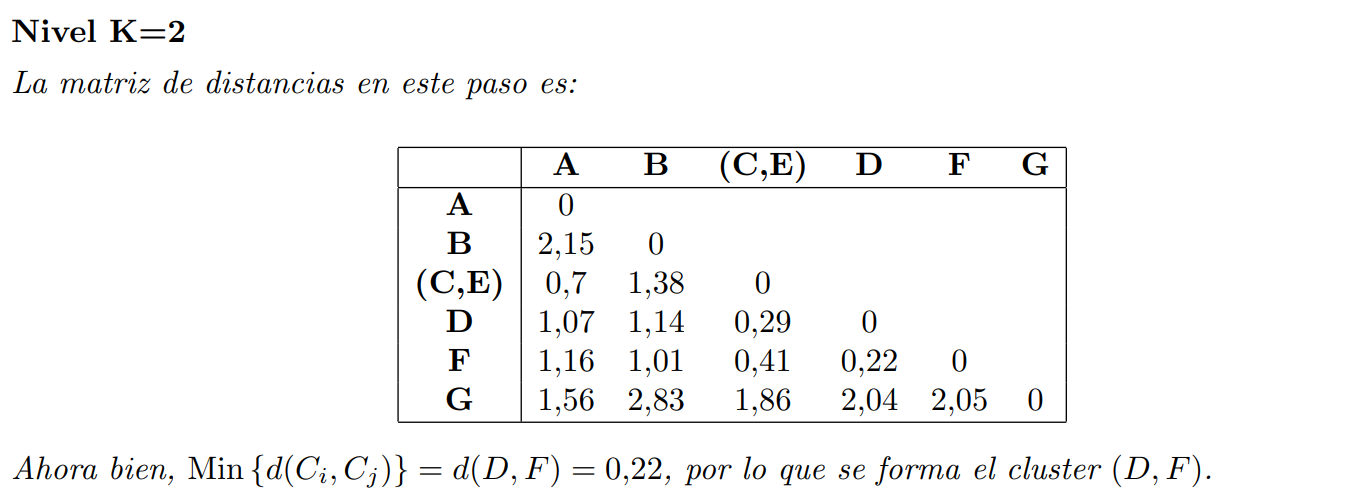 Nivel K=2
La matriz de distancias en este paso es:
A B (C,E) D F G
A 0
B 2,15 0
(C,E) 0,7 1,38 0
D 1,07 1,14 0,29 0
F 1,16 1,01 0,41 0,22 0
G 1,56 2,83 1,86 2,04 2,05 0
Ahora bien, Min {d(Cᵢ, Cⱼ)} = d(D, F) = 0,22, por lo que se forma el cluster (D, F).